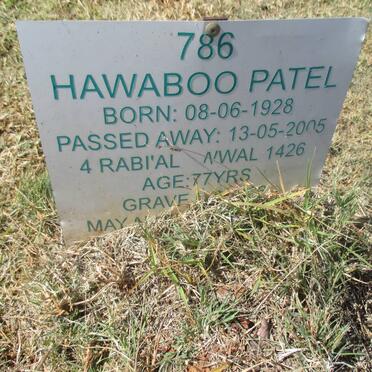 786
HAWABOO PATEL
BORN: 08-06-1928
PASSED AWAY: 13-05-2005
4 RABI'AL WWAL 1426
AGE:77YRS
GRAVE
MAY